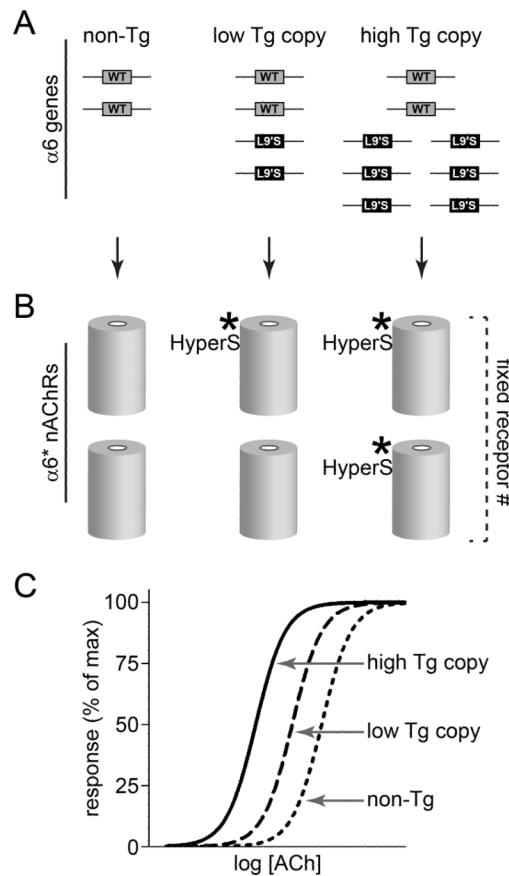 A
non-Tg low Tg copy high Tg copy
α6 genes
WT WT WT
WT WT WT
L9'S L9'S L9'S
L9'S L9'S L9'S
L9'S L9'S
B
α6* nAChRs
* *
HyperS HyperS
*
HyperS
fixed receptor #
C
response (% of max)
100
75
50
25
0
high Tg copy
low Tg copy
non-Tg
log [ACh]